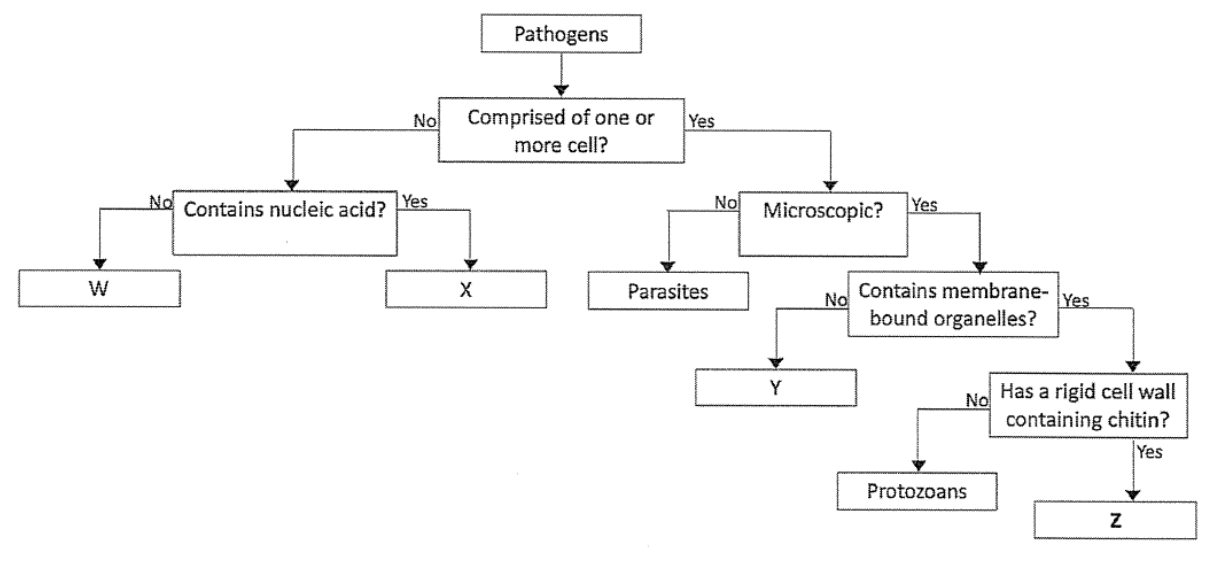 Pathogens
No
Comprised of one or
more cell?
Yes
No
Contains nucleic acid?
Yes
No
Microscopic?
Yes
W
X
Parasites
No
Contains membrane-
bound organelles?
Yes
Y
No
Has a rigid cell wall
containing chitin?
Yes
Protozoans
Z